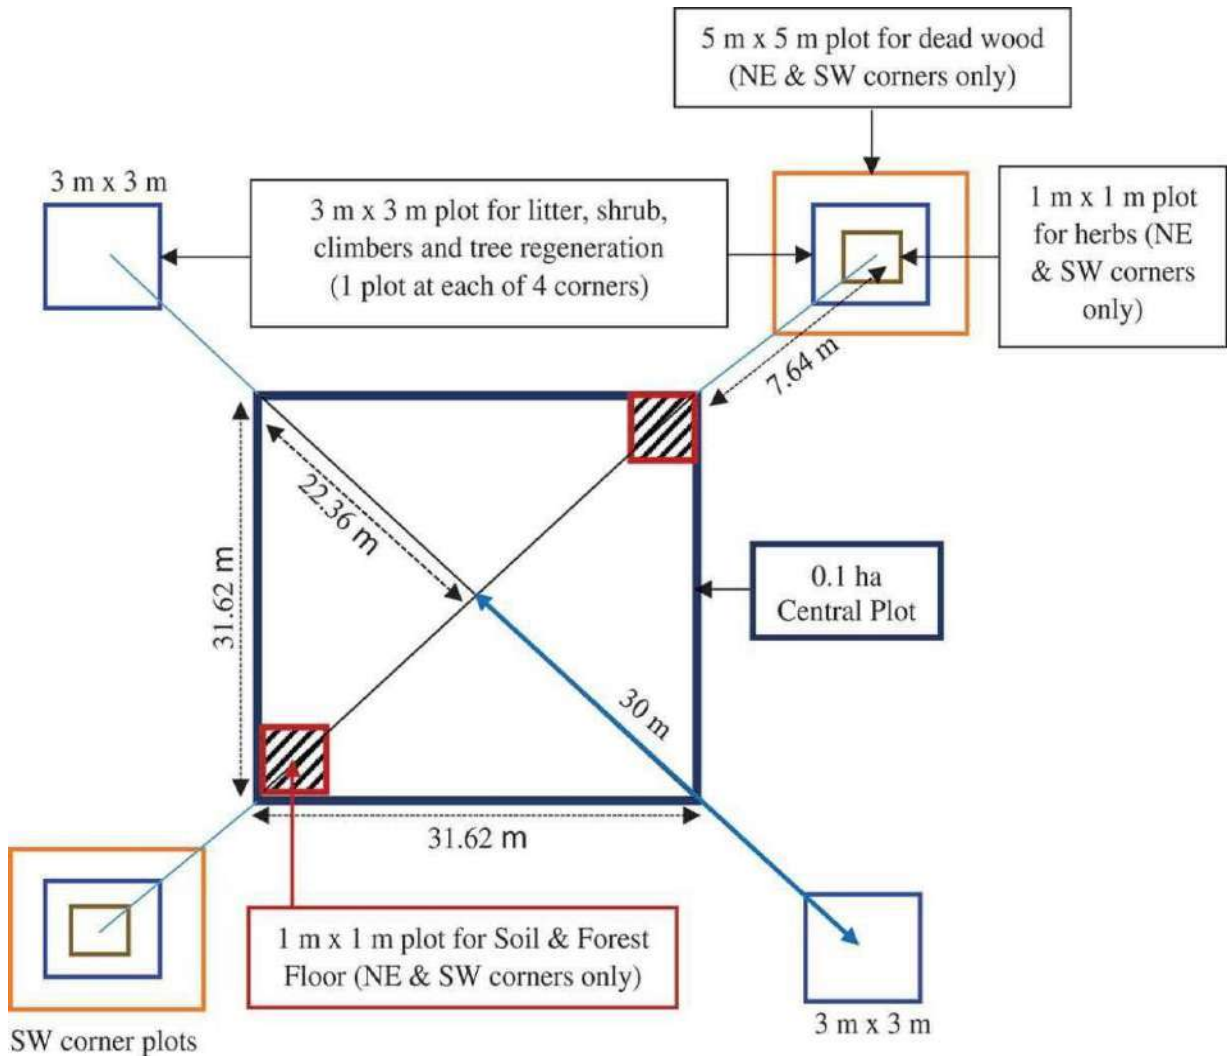 5 m x 5 m plot for dead wood
(NE & SW corners only)
3 m x 3 m
3 m x 3 m plot for litter, shrub,
climbers and tree regeneration
(1 plot at each of 4 corners)
1 m x 1 m plot
for herbs (NE
& SW corners
only)
7.64 m
22.36 m
31.62 m
0.1 ha
Central Plot
30 m
31.62 m
1 m x 1 m plot for Soil & Forest
Floor (NE & SW corners only)
3 m x 3 m
SW corner plots